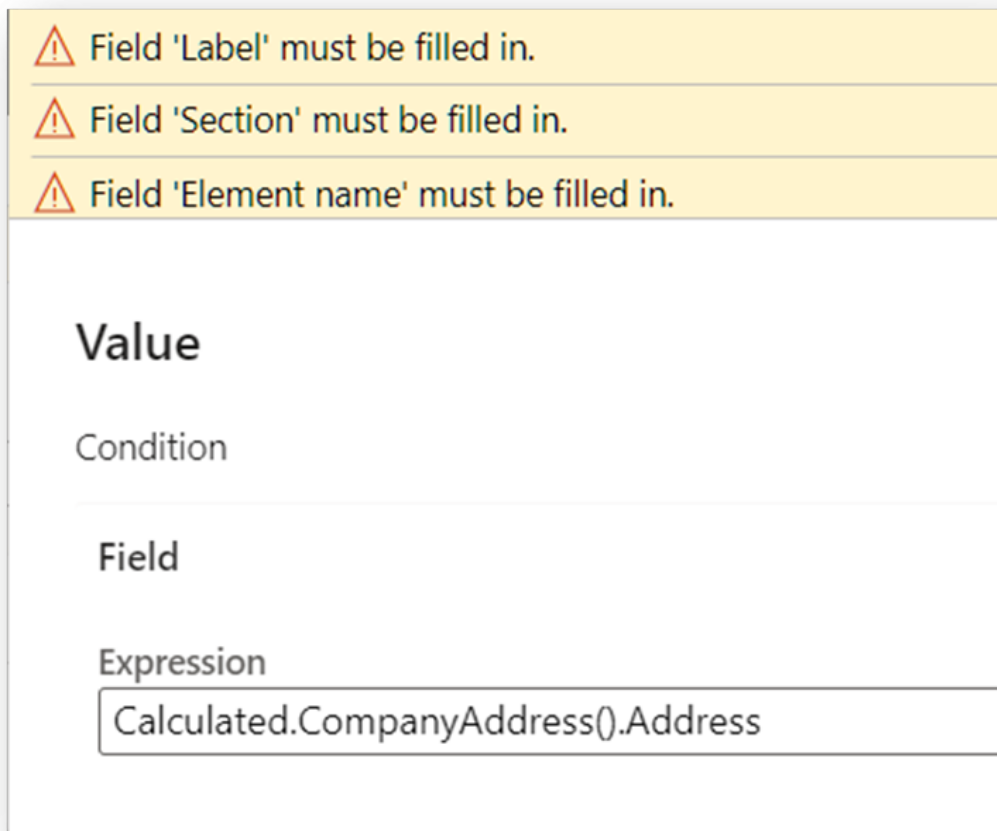 Field 'Label' must be filled in.
Field 'Section' must be filled in.
Field 'Element name' must be filled in.
Value
Condition
Field
Expression
Calculated.CompanyAddress().Address